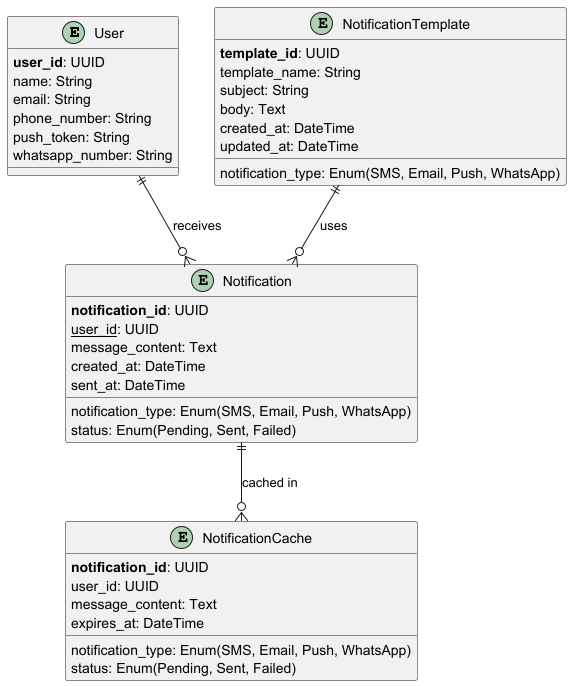 E User
user_id: UUID
name: String
email: String
phone_number: String
push_token: String
whatsapp_number: String
E NotificationTemplate
template_id: UUID
template_name: String
subject: String
body: Text
created_at: DateTime
updated_at: DateTime
notification_type: Enum(SMS, Email, Push, WhatsApp)
receives
uses
E Notification
notification_id: UUID
user_id: UUID
message_content: Text
created_at: DateTime
sent_at: DateTime
notification_type: Enum(SMS, Email, Push, WhatsApp)
status: Enum(Pending, Sent, Failed)
cached in
E NotificationCache
notification_id: UUID
user_id: UUID
message_content: Text
expires_at: DateTime
notification_type: Enum(SMS, Email, Push, WhatsApp)
status: Enum(Pending, Sent, Failed)